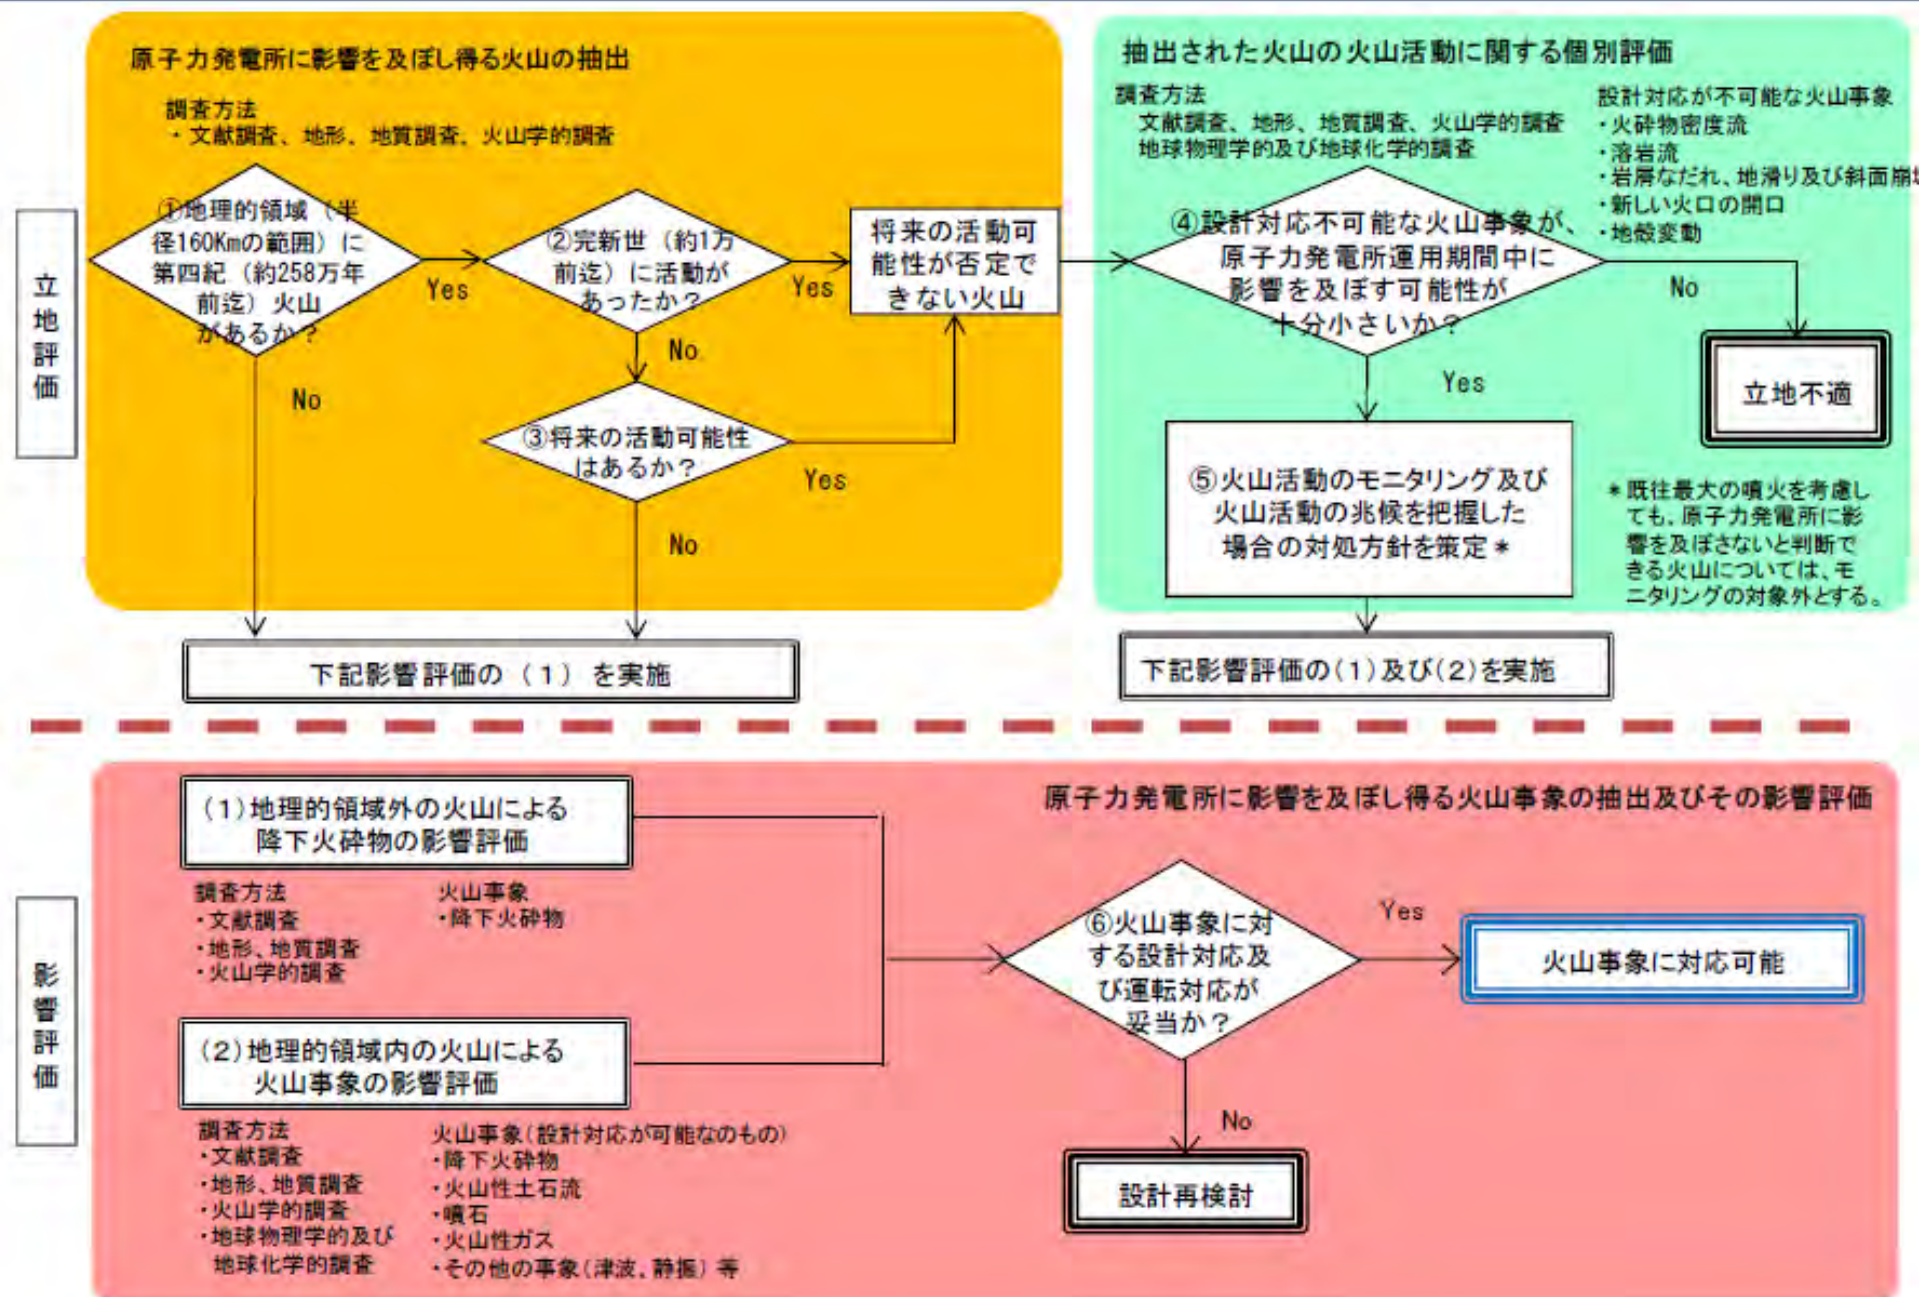 原子力発電所に影響を及ぼし得る火山の抽出
調査方法
・文献調査、地形、地質調査、火山学的調査
立地評価
①地理的領域（半
径160Kmの範囲）に
第四紀（約258万年
前迄）火山
があるか？
Yes
No
②完新世（約1万
前迄）に活動が
あったか？
Yes
No
③将来の活動可能性
はあるか？
Yes
No
将来の活動可
能性が否定で
きない火山
下記影響評価の（１）を実施
抽出された火山の火山活動に関する個別評価
調査方法
文献調査、地形、地質調査、火山学的調査
地球物理学的及び地球化学的調査
設計対応が不可能な火山事象
・火砕物密度流
・溶岩流
・岩屑なだれ、地滑り及び斜面崩
・新しい火口の開口
・地殻変動
④設計対応不可能な火山事象が、
原子力発電所運用期間中に
影響を及ぼす可能性が
十分小さいか？
No
Yes
立地不適
⑤火山活動のモニタリング及び
火山活動の兆候を把握した
場合の対処方針を策定＊
＊既往最大の噴火を考慮し
ても、原子力発電所に影
響を及ぼさないと判断で
きる火山については、モ
ニタリングの対象外とする。
下記影響評価の(１)及び(２)を実施
影響評価
原子力発電所に影響を及ぼし得る火山事象の抽出及びその影響評価
(１)地理的領域外の火山による
降下火砕物の影響評価
調査方法
・文献調査
・地形、地質調査
・火山学的調査
火山事象
・降下火砕物
(２)地理的領域内の火山による
火山事象の影響評価
調査方法
・文献調査
・地形、地質調査
・火山学的調査
・地球物理学的及び
地球化学的調査
火山事象(設計対応が可能なのもの)
・降下火砕物
・火山性土石流
・噴石
・火山性ガス
・その他の事象(津波、静振) 等
⑥火山事象に対
する設計対応及
び運転対応が
妥当か？
Yes
火山事象に対応可能
No
設計再検討